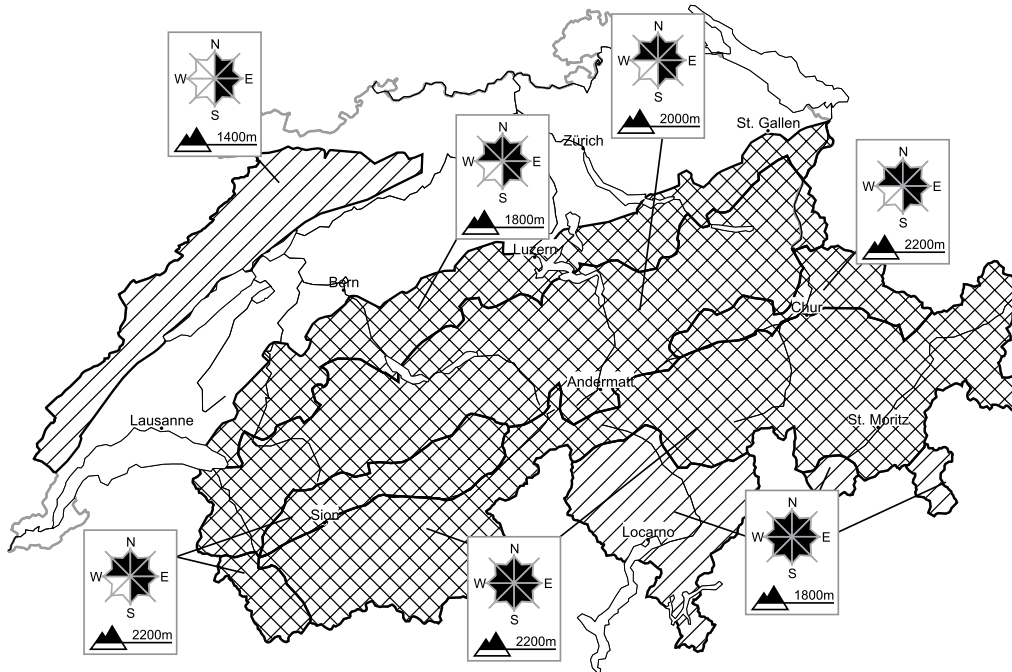 N
W E
S
1400m
N
W E
S
2000m
N
W E
S
1800m
Zürich
St. Gallen
N
W E
S
2200m
Luzern
Bern
Chur
Andermatt
Lausanne
St. Moritz
Sion
Locarno
N
W E
S
2200m
N
W E
S
2200m
N
W E
S
1800m